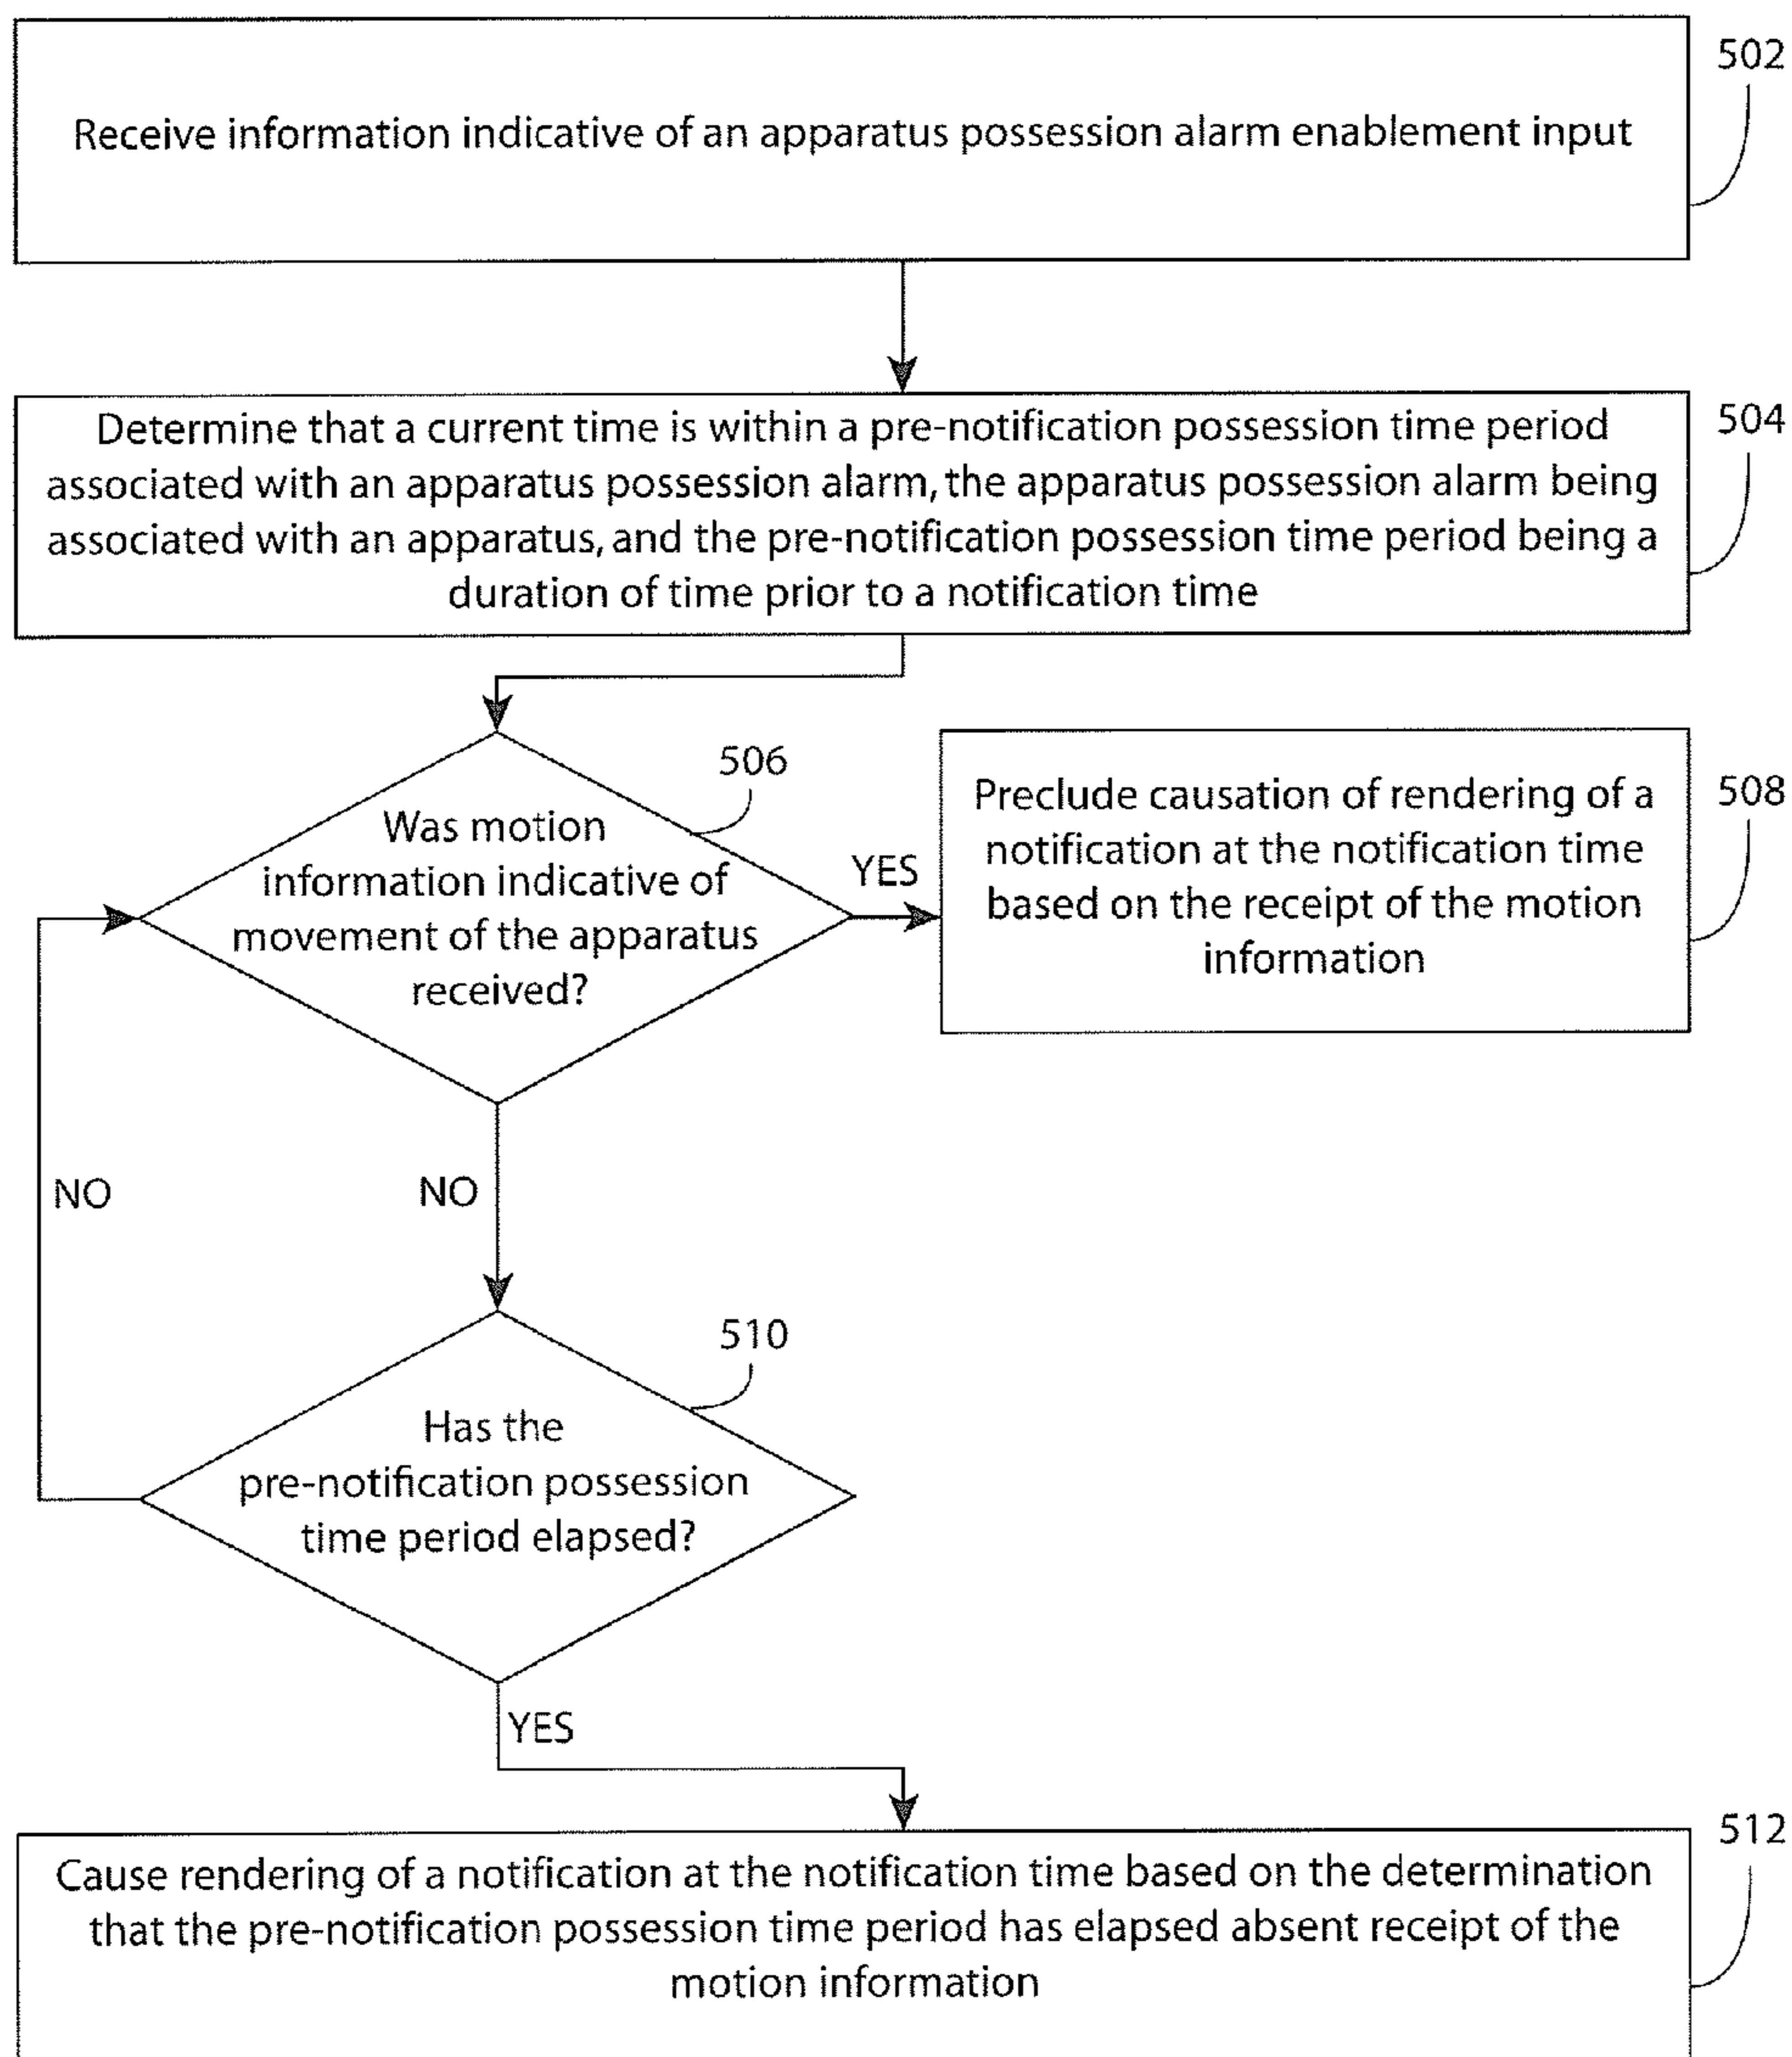 502
Receive information indicative of an apparatus possession alarm enablement input
504
Determine that a current time is within a pre-notification possession time period
associated with an apparatus possession alarm, the apparatus possession alarm being
associated with an apparatus, and the pre-notification possession time period being a
duration of time prior to a notification time
506
Was motion
information indicative of
movement of the apparatus
received?
YES
508
Preclude causation of rendering of a
notification at the notification time
based on the receipt of the motion
information
NO
NO
510
Has the
pre-notification possession
time period elapsed?
YES
512
Cause rendering of a notification at the notification time based on the determination
that the pre-notification possession time period has elapsed absent receipt of the
motion information